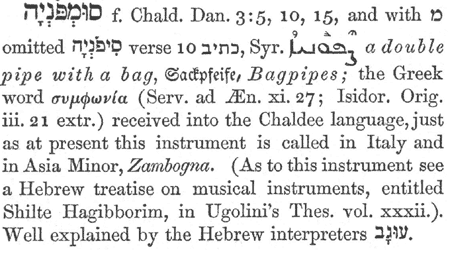 סוּמְפֹּנְיָה f. Chald. Dan. 3:5, 10, 15, and with מ
omitted סִיפֹנְיָה verse 10 כתיב, Syr. a double
pipe with a bag, Sackpfeife, Bagpipes; the Greek
word συμφωνία (Serv. ad Æn. xi. 27; Isidor. Orig.
iii. 21 extr.) received into the Chaldee language, just
as at present this instrument is called in Italy and
in Asia Minor, Zambogna. (As to this instrument see
a Hebrew treatise on musical instruments, entitled
Shilte Hagibborim, in Ugolini's Thes. vol. xxxii.).
Well explained by the Hebrew interpreters עוּגָב.